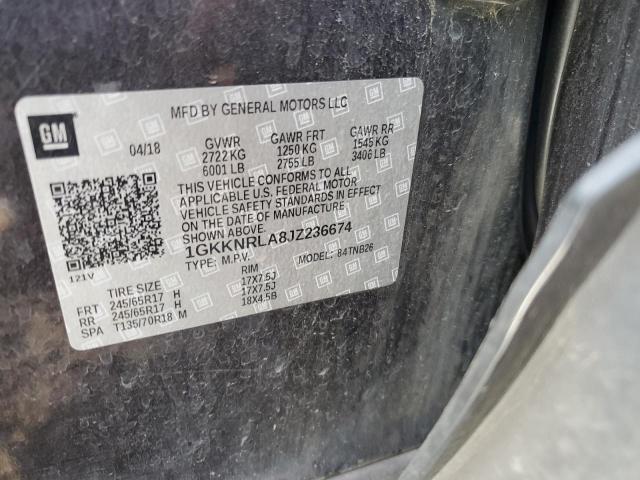 GM
MFD BY GENERAL MOTORS LLC
04/18 GVWR GAWR FRT GAWR RR
2722 KG 1250 KG 1545 KG
6001 LB 2755 LB 3406 LB
THIS VEHICLE CONFORMS TO ALL
APPLICABLE U.S. FEDERAL MOTOR
VEHICLE SAFETY STANDARDS IN EFFECT
ON THE DATE OF MANUFACTURE
SHOWN ABOVE.
1GKKNRLA8JZ236674
121V TYPE: M.P.V. MODEL: 84TNB26
TIRE SIZE RIM
FRT 245/65R17 H 17X7.5J
RR 245/65R17 H 17X7.5J
SPA T135/70R18 M 18X4.5B